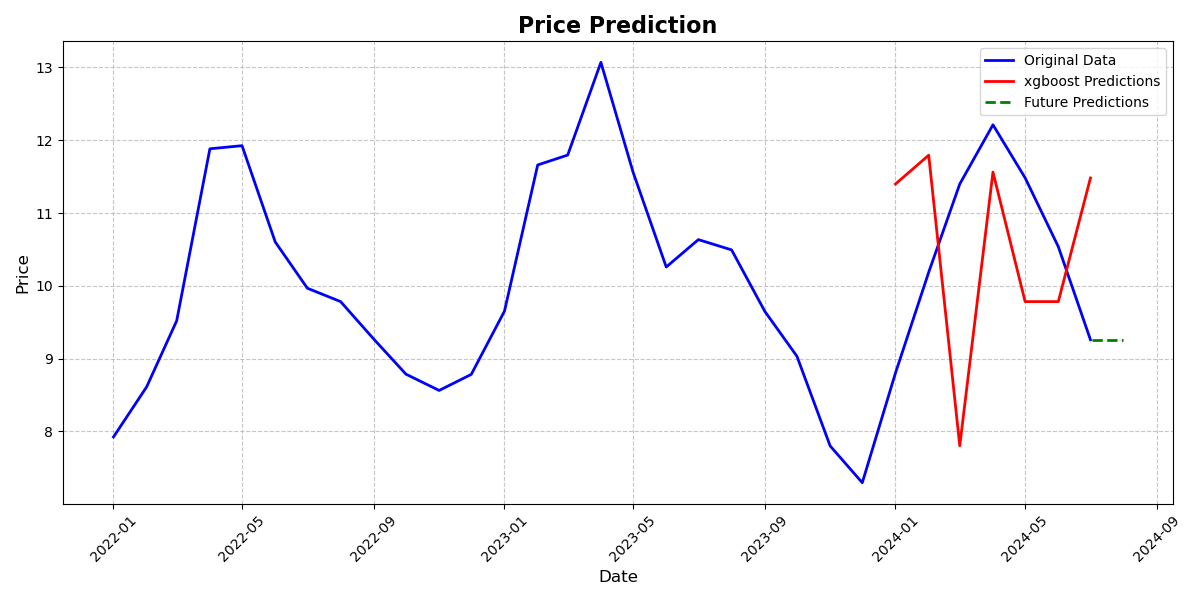 Price Prediction
Original Data
xgboost Predictions
Future Predictions
Price
13
12
11
10
9
8
2022-01
2022-05
2022-09
2023-01
2023-05
2023-09
2024-01
2024-05
2024-09
Date